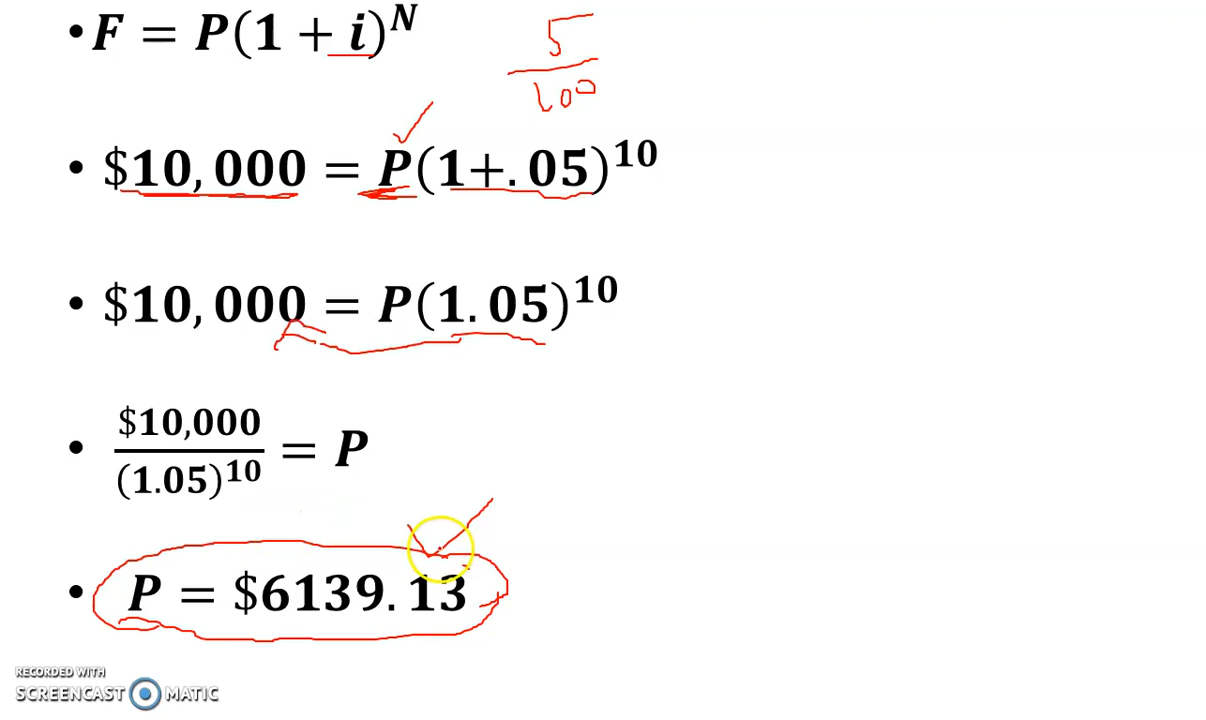 • F = P(1 + i)^N
5
100
• $10,000 = P(1+.05)^10
• $10,000 = P(1.05)^10
• $10,000/(1.05)^10 = P
• P = $6139.13
RECORDED WITH
SCREENCAST MATIC